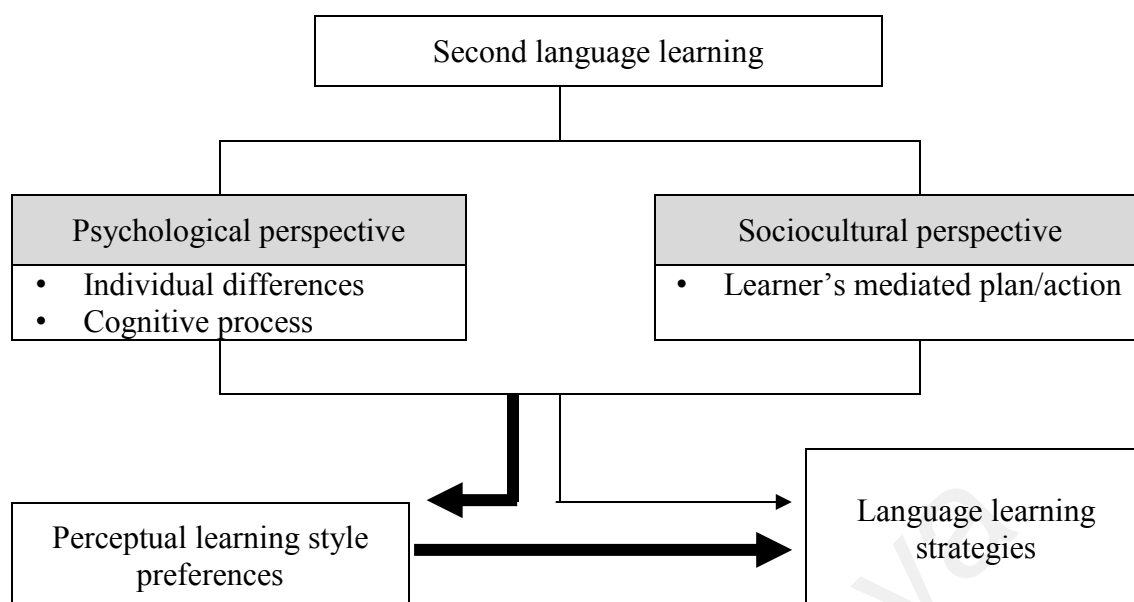 Second language learning
Psychological perspective
• Individual differences
• Cognitive process
Sociocultural perspective
• Learner’s mediated plan/action
Perceptual learning style
preferences
Language learning
strategies